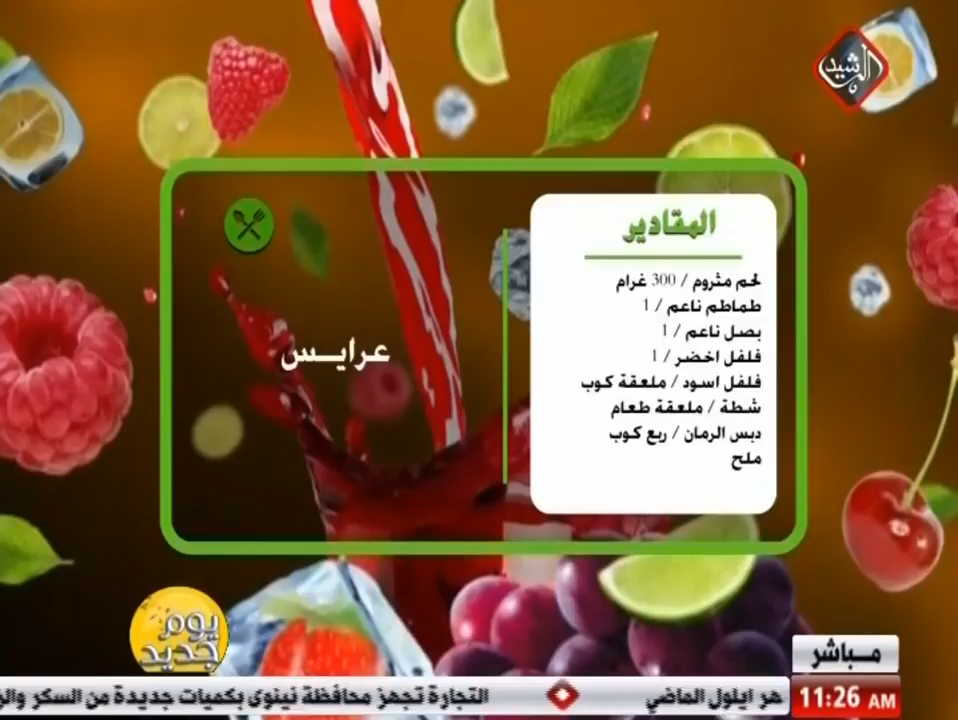 الرشيد
المقادير
لحم مثروم / 300 غرام
طماطم ناعم / 1
بصل ناعم / 1
فلفل اخضر / 1
فلفل اسود / ملعقة كوب
شطة / ملعقة طعام
دبس الرمان / ربع كوب
ملح
عرايس
يوم جديد
مباشر
هر ايلول الماضي
التجارة تجهز محافظة نينوى بكميات جديدة من السكر والز
11:26 AM